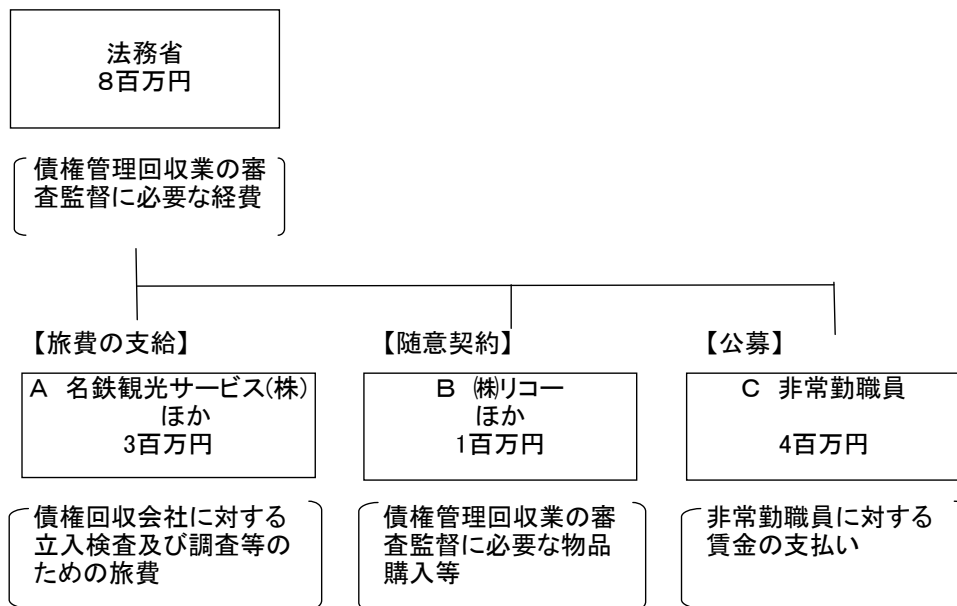 法務省
８百万円
債権管理回収業の審
査監督に必要な経費
【旅費の支給】
【随意契約】
【公募】
Ａ　名鉄観光サービス(株)
ほか
3百万円
Ｂ　㈱リコー
ほか
1百万円
Ｃ　非常勤職員
4百万円
債権回収会社に対する
立入検査及び調査等の
ための旅費
債権管理回収業の審
査監督に必要な物品
購入等
非常勤職員に対する
賃金の支払い